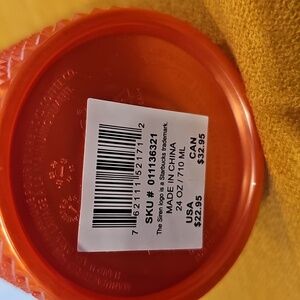 7 62111 52171 2
SKU # 011136321
The Siren logo is a Starbucks trademark.
MADE IN CHINA
24 OZ / 710 ML
USA CAN
$22.95 $32.95